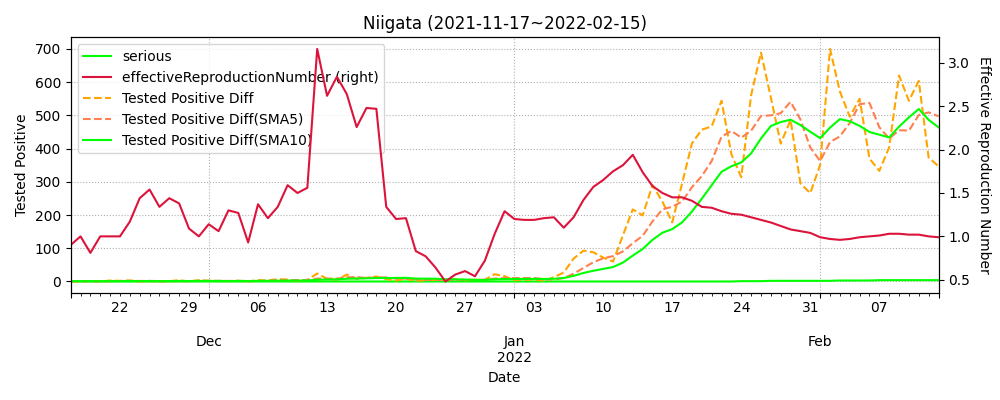 Niigata (2021-11-17~2022-02-15)
serious
effectiveReproductionNumber (right)
Tested Positive Diff
Tested Positive Diff(SMA5)
Tested Positive Diff(SMA10)
Tested Positive
700
600
500
400
300
200
100
0
3.0
2.5
2.0
1.5
1.0
0.5
Effective Reproduction Number
22
29
06
13
20
27
03
10
17
24
31
07
Dec
Jan
2022
Feb
Date